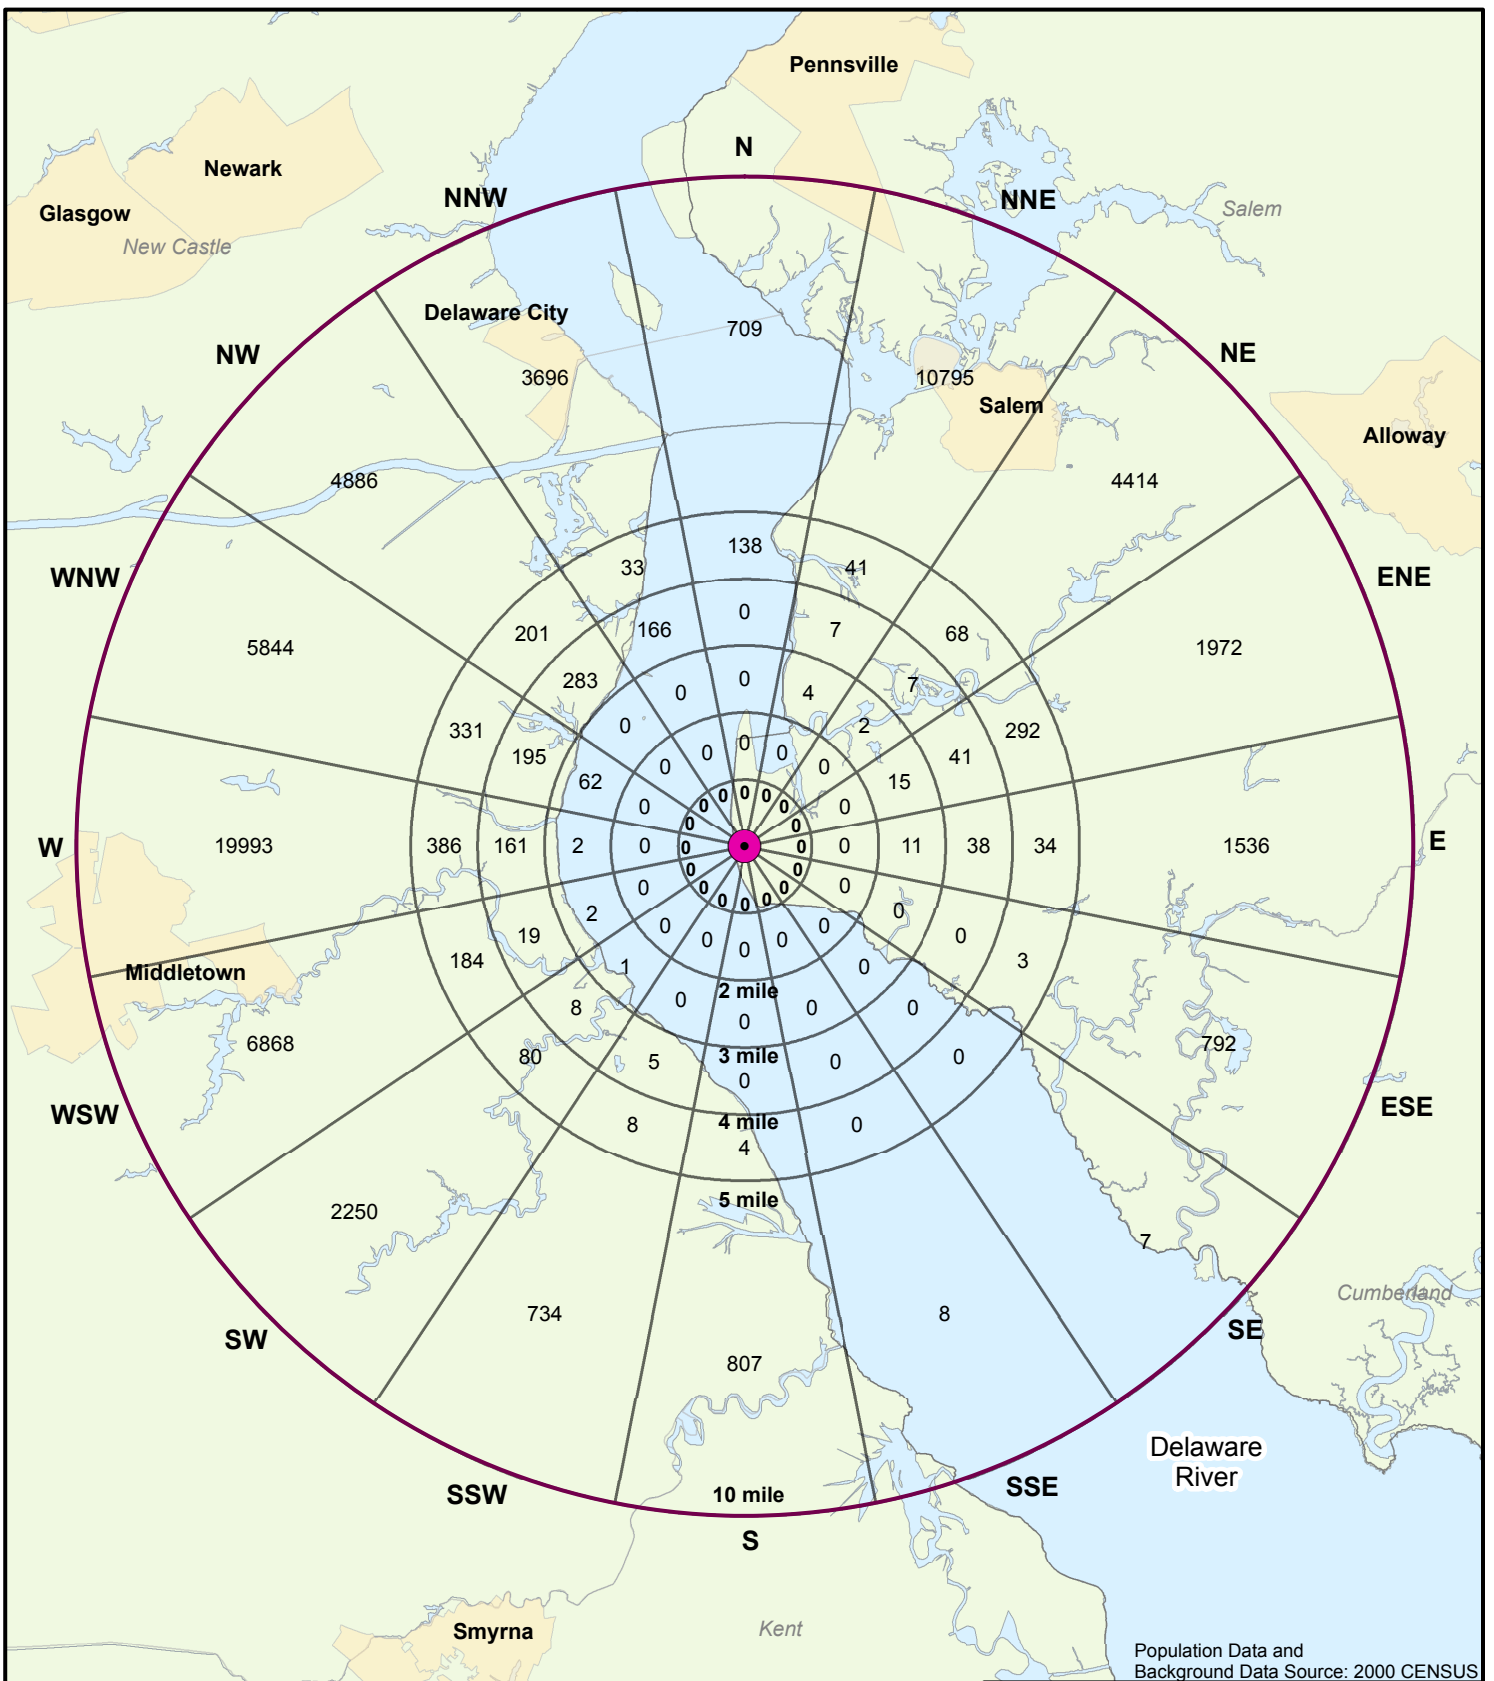 Pennsville
N
Newark
NNW
NNE
Salem
Glasgow
New Castle
Delaware City
709
NW
NE
3696
10795
Salem
Alloway
4886
4414
138
33
41
WNW
ENE
0
166
7
201
68
5844
1972
283
0
0
4
7
331
0
2
292
195
0
0
0
0
41
62
0
0
15
0
0
0
0
0
0
0
0
0
0
W
19993
386
161
2
0
0
0
0
11
38
34
1536
E
0
0
0
0
0
0
0
0
0
2
0
0
0
0
0
0
19
0
184
Middletown
1
0
3
2 mile
0
0
8
0
0
0
6868
80
5
3 mile
0
0
792
0
WSW
ESE
8
4 mile
0
4
5 mile
2250
7
Cumberland
734
8
SW
SE
807
Delaware
River
SSW
10 mile
SSE
S
Smyrna
Kent
Population Data and
Background Data Source: 2000 CENSUS